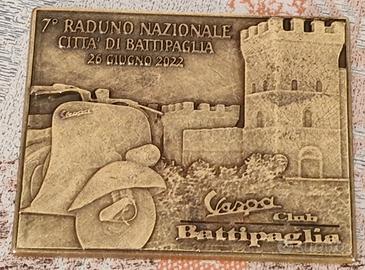 7° RADUNO NAZIONALE
CITTA' DI BATTIPAGLIA
26 GIUGNO 2022
Vespa
Vespa
Club
Battipaglia